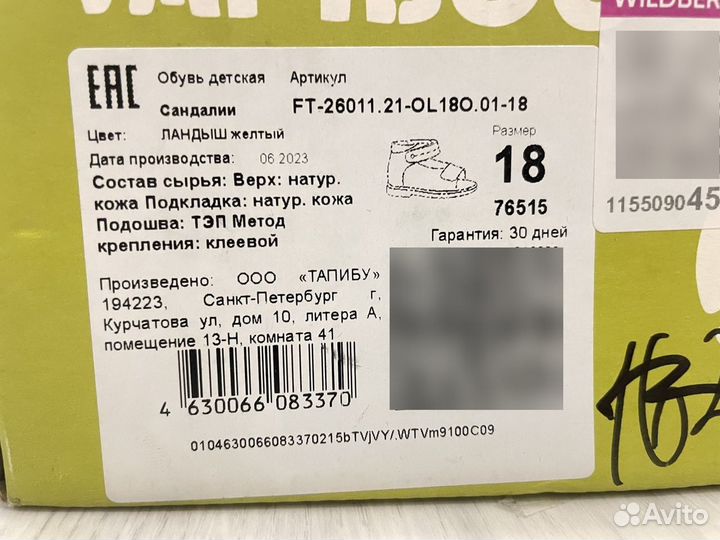 WILDBER
EAC
Обувь детская Артикул
Сандалии FT-26011.21-OL18O.01-18
Цвет: ЛАНДЫШ желтый
Размер
Дата производства: 06.2023
18
Состав сырья: Верх: натур.
кожа Подкладка: натур. кожа
76515
Подошва: ТЭП Метод
крепления: клеевой
Гарантия: 30 дней
115509045
Произведено: ООО «ТАПИБУ»
194223, Санкт-Петербург г,
Курчатова ул, дом 10, литера А,
помещение 13-Н, комната 41
4 630066 083370
0104630066083370215bTVjVY/.WTVm9100C09
Avito